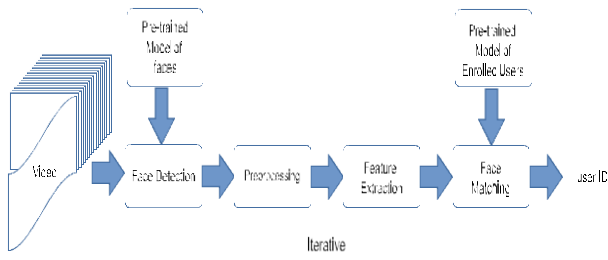 Pre-trained
Model of
faces
Pre-trained
Model of
Enrolled Users
Video
Face Detection
Preprocessing
Feature
Extraction
Face
Matching
user ID
Iterative